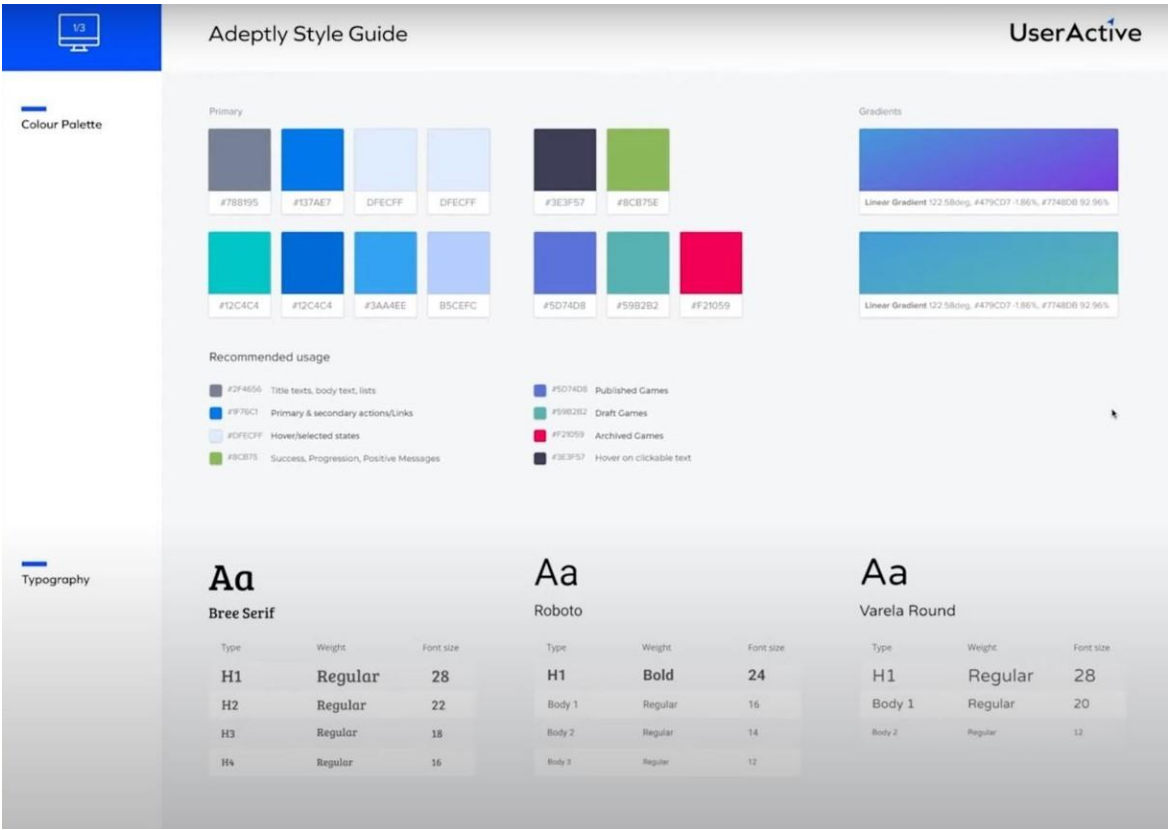 1/3
Adeptly Style Guide
UserActive
Colour Palette
Primary
Gradients
#788195 #137AE7 DFECFF DFECFF #3E3F57 #8CB75E
Linear Gradient 122.58deg, #479CD7 -1.86%, #7748DB 92.96%
#12C4C4 #12C4C4 #3AA4EE B5CEFC #5D74D8 #59B2B2 #F21059
Linear Gradient 122.58deg, #479CD7 -1.86%, #7748DB 92.96%
Recommended usage
#2F4656 Title texts, body text, lists #5D74D8 Published Games
#1F76C1 Primary & secondary actions/Links #59B2B2 Draft Games
#DFECFF Hover/selected states #F21059 Archived Games
#8CB75 Success, Progression, Positive Messages #3E3F57 Hover on clickable text
Typography
Aa Aa Aa
Bree Serif Roboto Varela Round
Type Weight Font size Type Weight Font size Type Weight Font size
H1 Regular 28 H1 Bold 24 H1 Regular 28
H2 Regular 22 Body 1 Regular 16 Body 1 Regular 20
H3 Regular 18 Body 2 Regular 14 Body 2 Regular 12
H4 Regular 16 Body 3 Regular 12